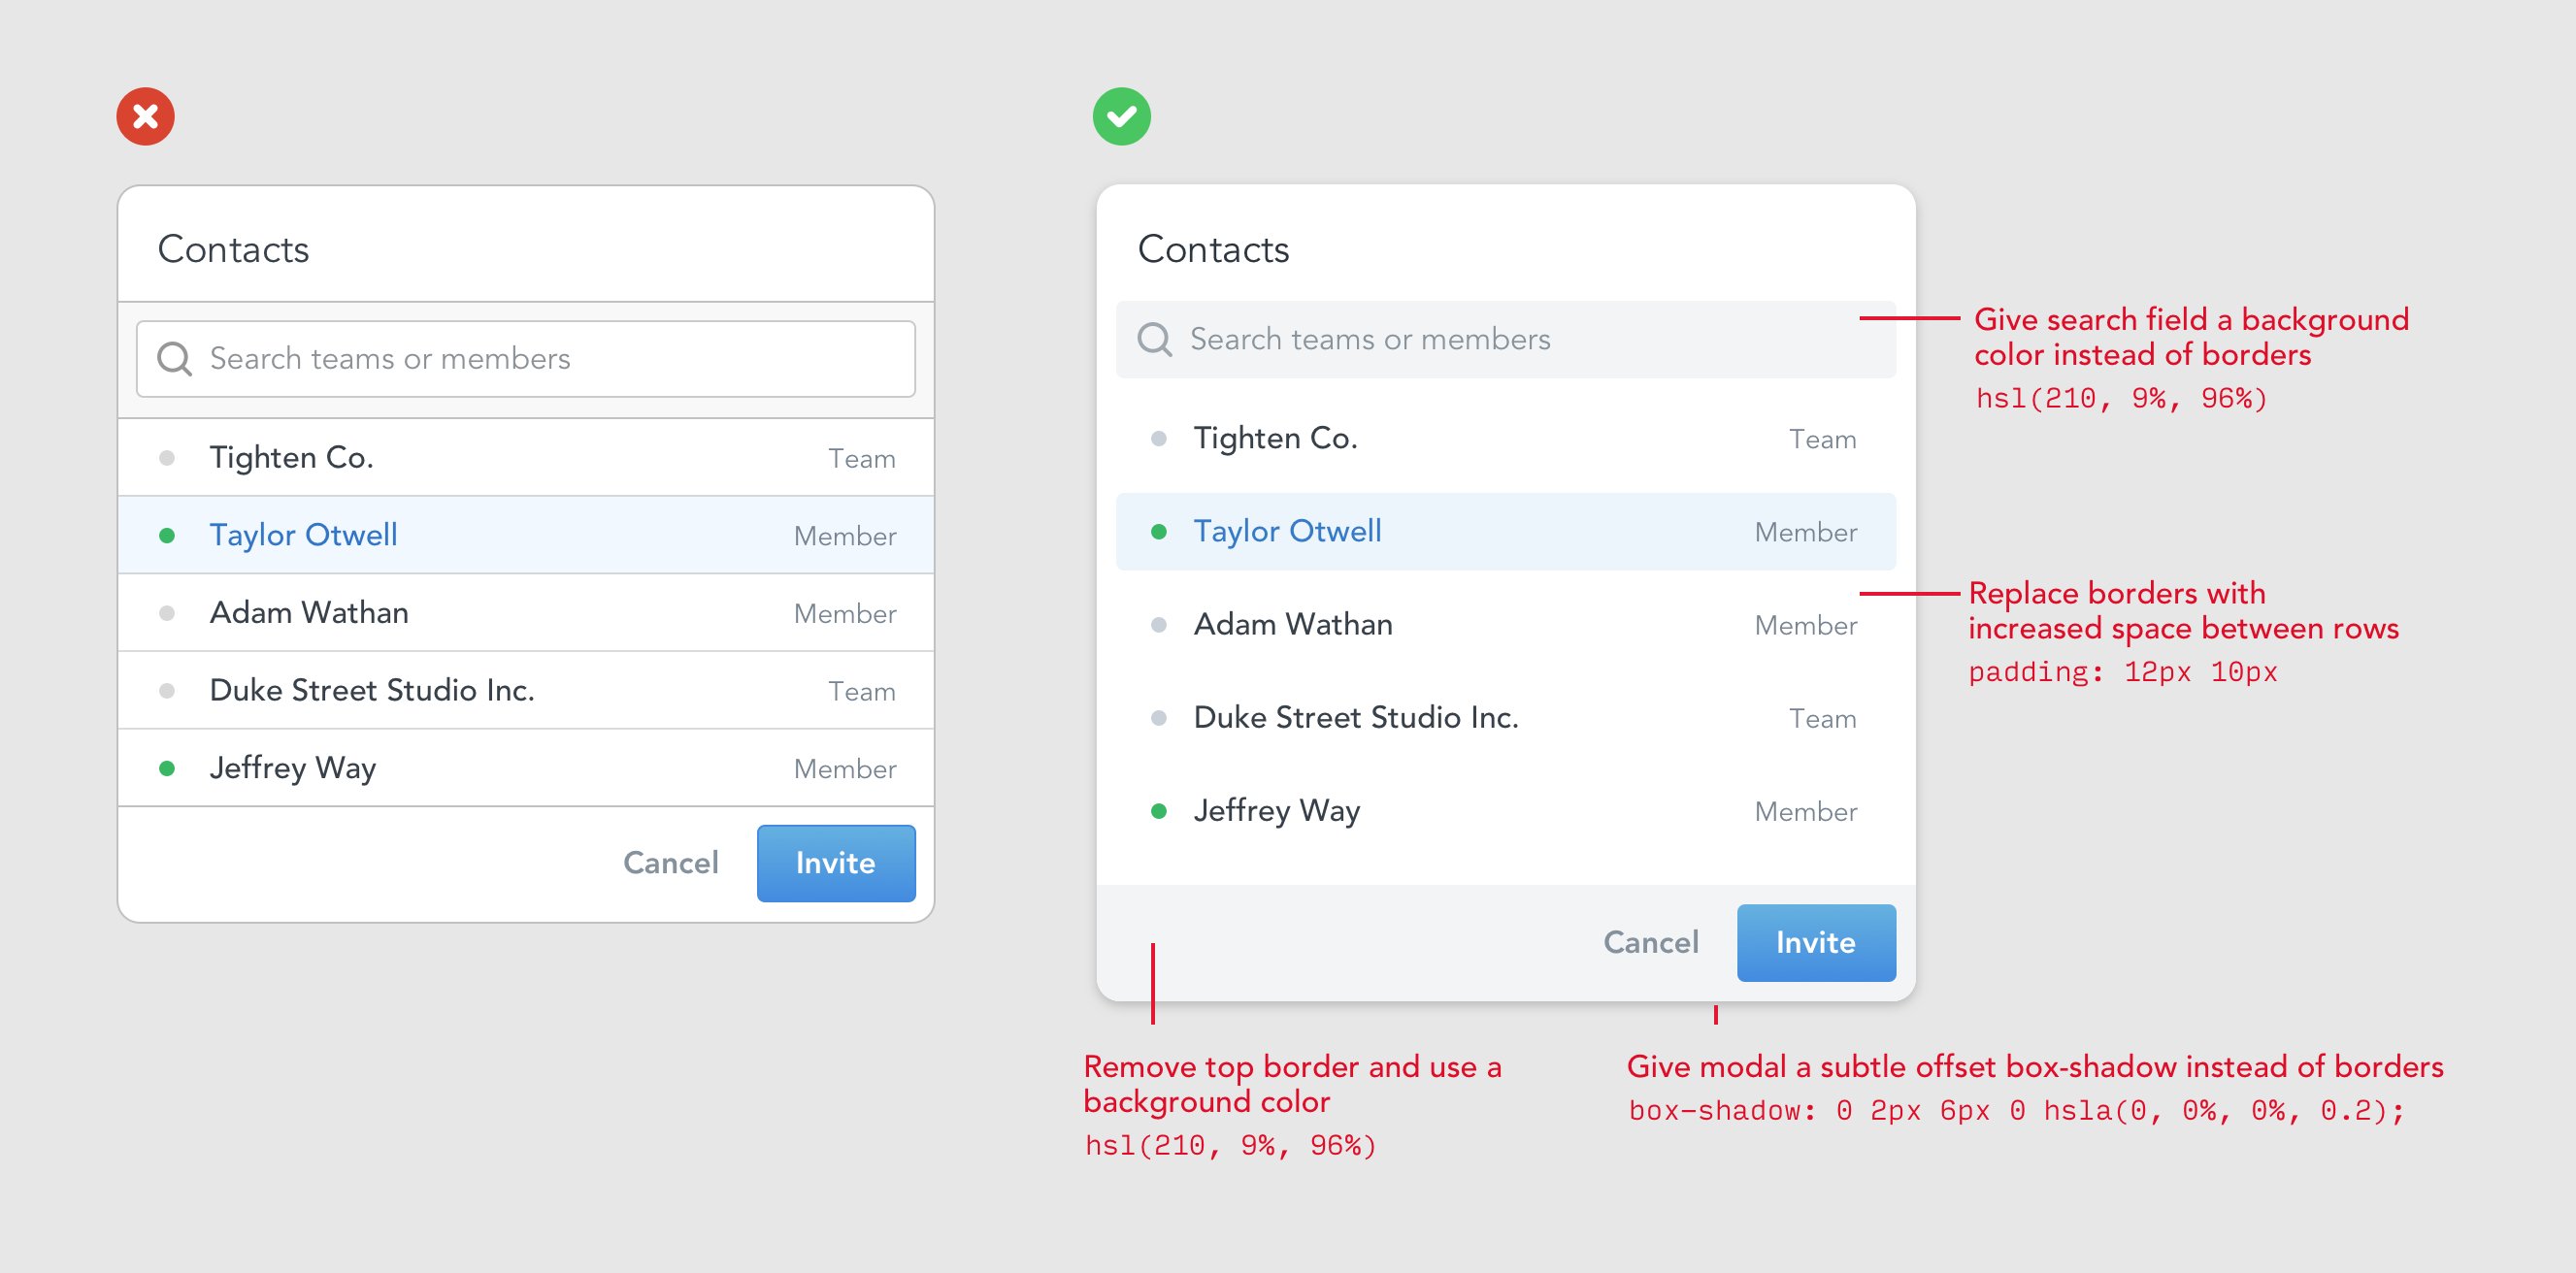 Contacts
Search teams or members
Tighten Co. Team
Taylor Otwell Member
Adam Wathan Member
Duke Street Studio Inc. Team
Jeffrey Way Member
Cancel Invite
Contacts
Search teams or members
Tighten Co. Team
Taylor Otwell Member
Adam Wathan Member
Duke Street Studio Inc. Team
Jeffrey Way Member
Cancel Invite
Give search field a background
color instead of borders
hsl(210, 9%, 96%)
Replace borders with
increased space between rows
padding: 12px 10px
Remove top border and use a
background color
hsl(210, 9%, 96%)
Give modal a subtle offset box-shadow instead of borders
box-shadow: 0 2px 6px 0 hsla(0, 0%, 0%, 0.2);